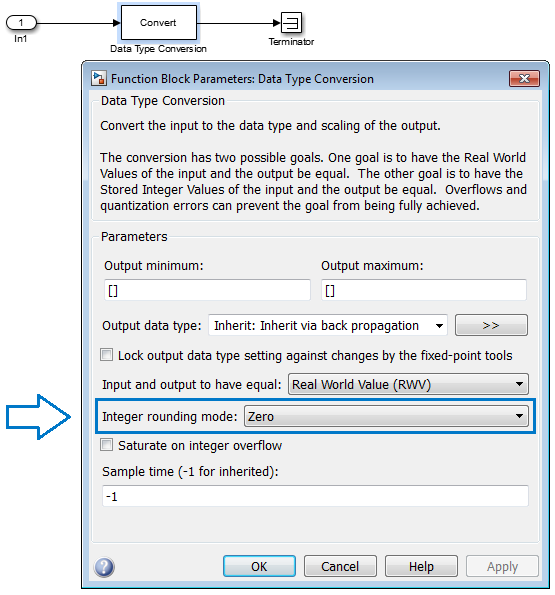 1
In1
Convert
Data Type Conversion
Terminator
Function Block Parameters: Data Type Conversion
Data Type Conversion
Convert the input to the data type and scaling of the output.
The conversion has two possible goals. One goal is to have the Real World
Values of the input and the output be equal.  The other goal is to have the
Stored Integer Values of the input and the output be equal.  Overflows and
quantization errors can prevent the goal from being fully achieved.
Parameters
Output minimum: Output maximum:
[] []
Output data type: Inherit: Inherit via back propagation >>
Lock output data type setting against changes by the fixed-point tools
Input and output to have equal: Real World Value (RWV)
Integer rounding mode: Zero
Saturate on integer overflow
Sample time (-1 for inherited):
-1
? OK Cancel Help Apply